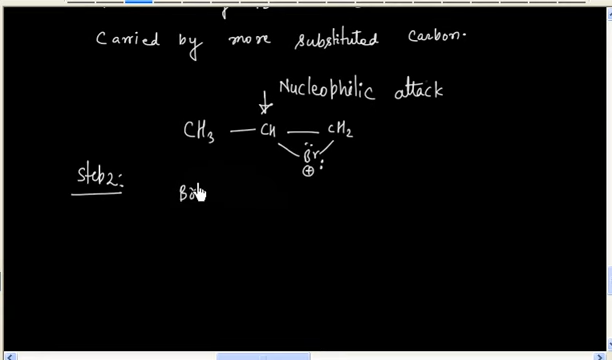 Carried by more substituted carbon.
Nucleophilic attack
CH3 — CH — CH2
Br
⊕
Step2: